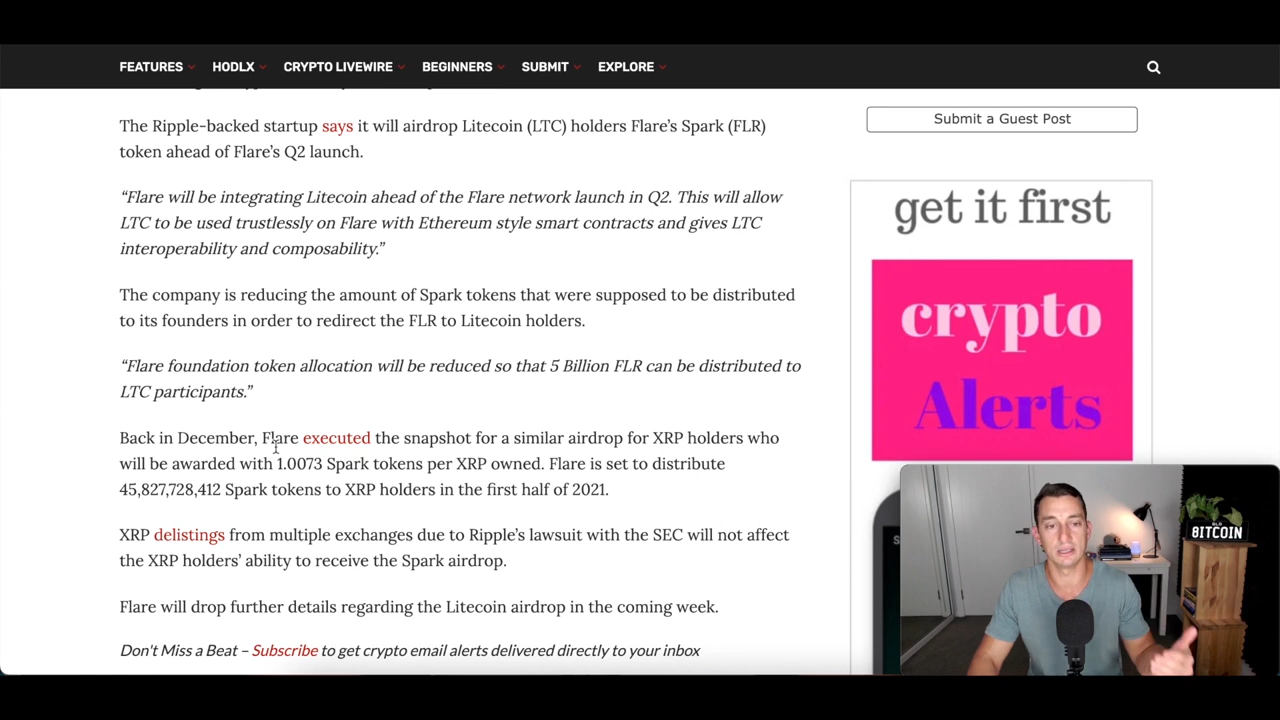 FEATURES HODLX CRYPTO LIVEWIRE BEGINNERS SUBMIT EXPLORE
The Ripple-backed startup says it will airdrop Litecoin (LTC) holders Flare's Spark (FLR)
token ahead of Flare's Q2 launch.
“Flare will be integrating Litecoin ahead of the Flare network launch in Q2. This will allow
LTC to be used trustlessly on Flare with Ethereum style smart contracts and gives LTC
interoperability and composability.”
The company is reducing the amount of Spark tokens that were supposed to be distributed
to its founders in order to redirect the FLR to Litecoin holders.
“Flare foundation token allocation will be reduced so that 5 Billion FLR can be distributed to
LTC participants.”
Back in December, Flare executed the snapshot for a similar airdrop for XRP holders who
will be awarded with 1.0073 Spark tokens per XRP owned. Flare is set to distribute
45,827,728,412 Spark tokens to XRP holders in the first half of 2021.
XRP delistings from multiple exchanges due to Ripple's lawsuit with the SEC will not affect
the XRP holders' ability to receive the Spark airdrop.
Flare will drop further details regarding the Litecoin airdrop in the coming week.
Don't Miss a Beat – Subscribe to get crypto email alerts delivered directly to your inbox
Submit a Guest Post
get it first
crypto
Alerts
BITCOIN